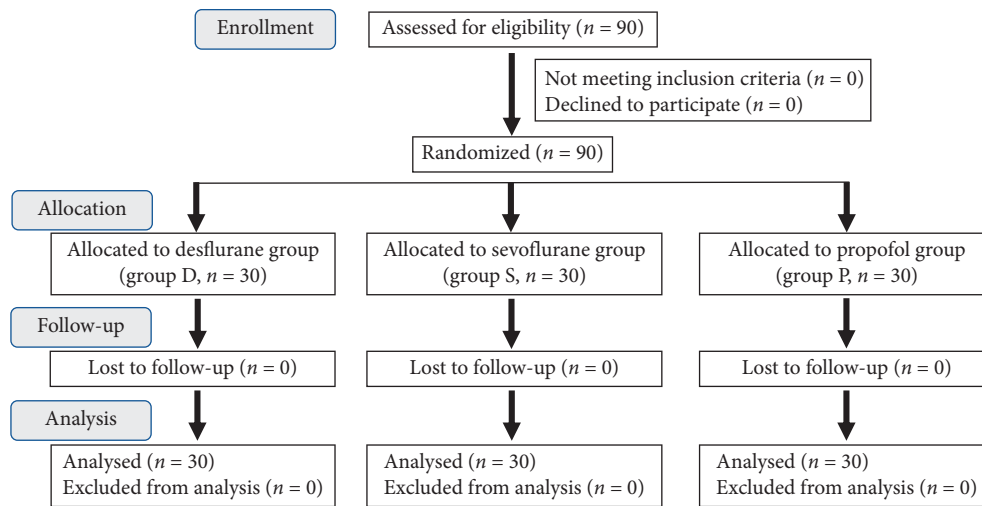 Enrollment
Assessed for eligibility (n = 90)
Not meeting inclusion criteria (n = 0)
Declined to participate (n = 0)
Randomized (n = 90)
Allocation
Allocated to desflurane group
(group D, n = 30)
Allocated to sevoflurane group
(group S, n = 30)
Allocated to propofol group
(group P, n = 30)
Follow-up
Lost to follow-up (n = 0)
Lost to follow-up (n = 0)
Lost to follow-up (n = 0)
Analysis
Analysed (n = 30)
Excluded from analysis (n = 0)
Analysed (n = 30)
Excluded from analysis (n = 0)
Analysed (n = 30)
Excluded from analysis (n = 0)